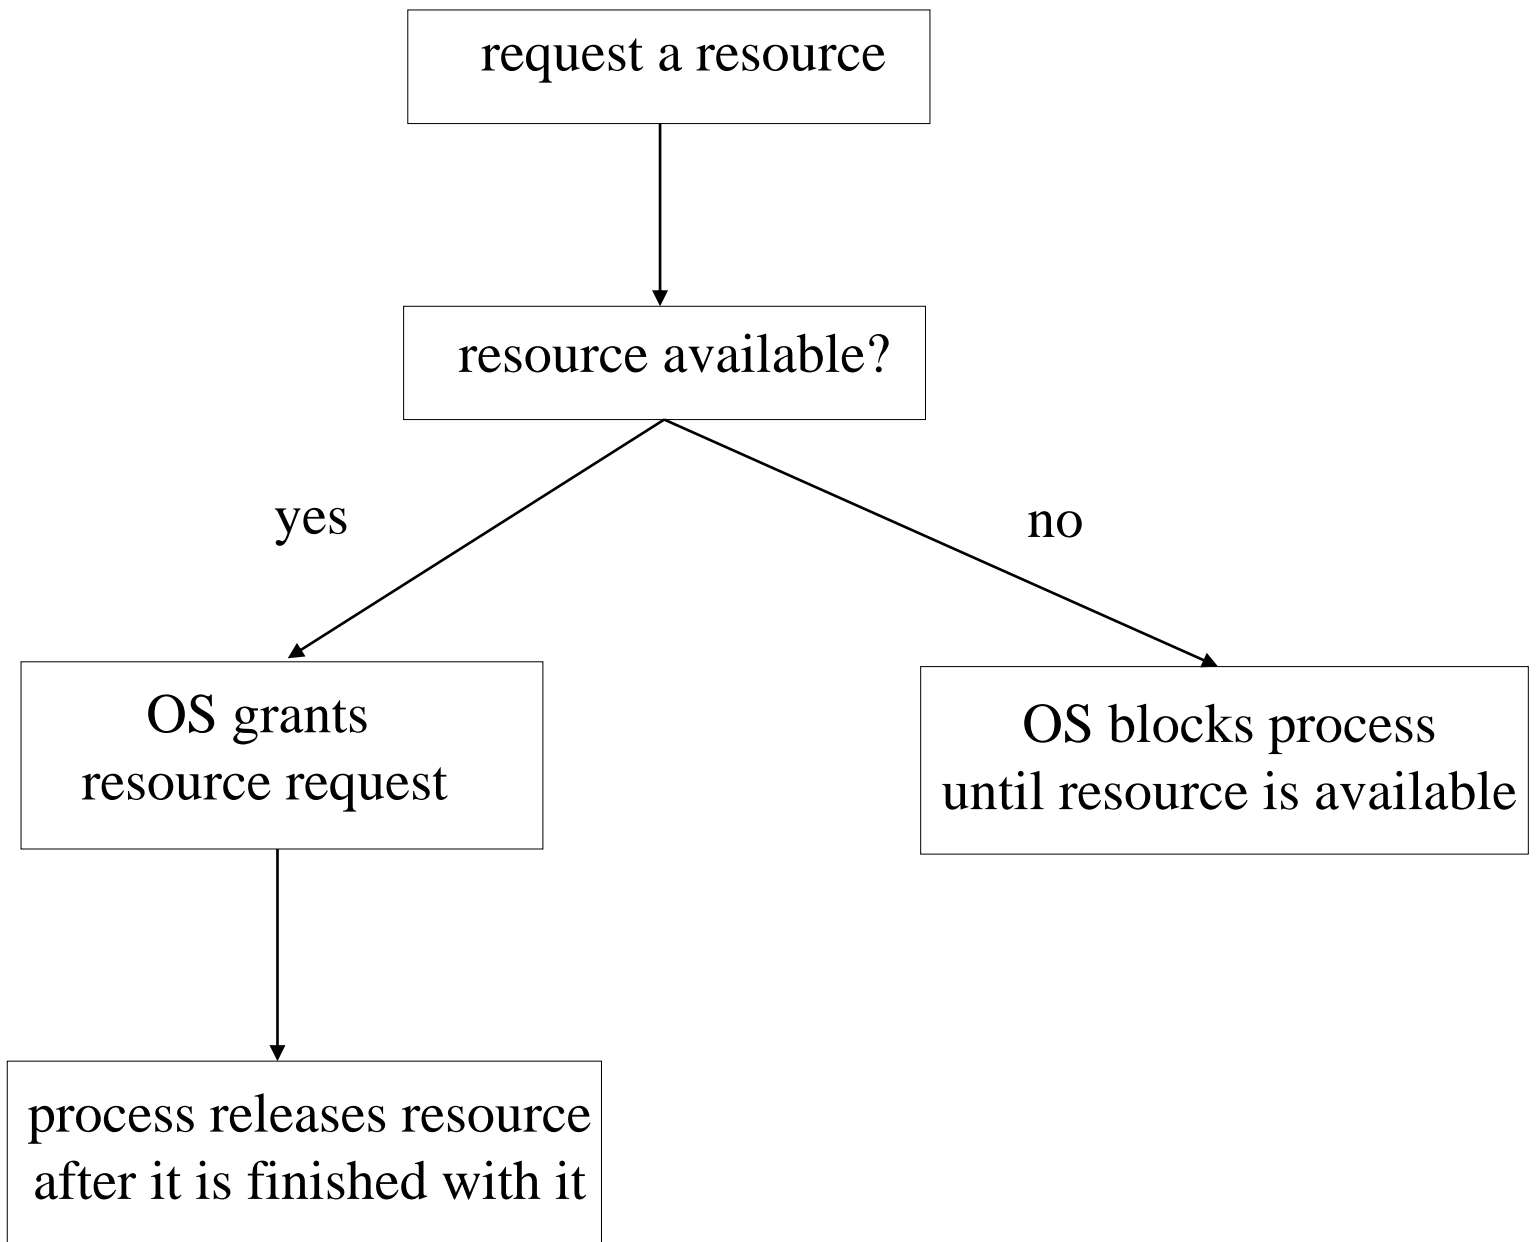 request a resource
resource available?
yes
no
OS grants
resource request
OS blocks process
until resource is available
process releases resource
after it is finished with it